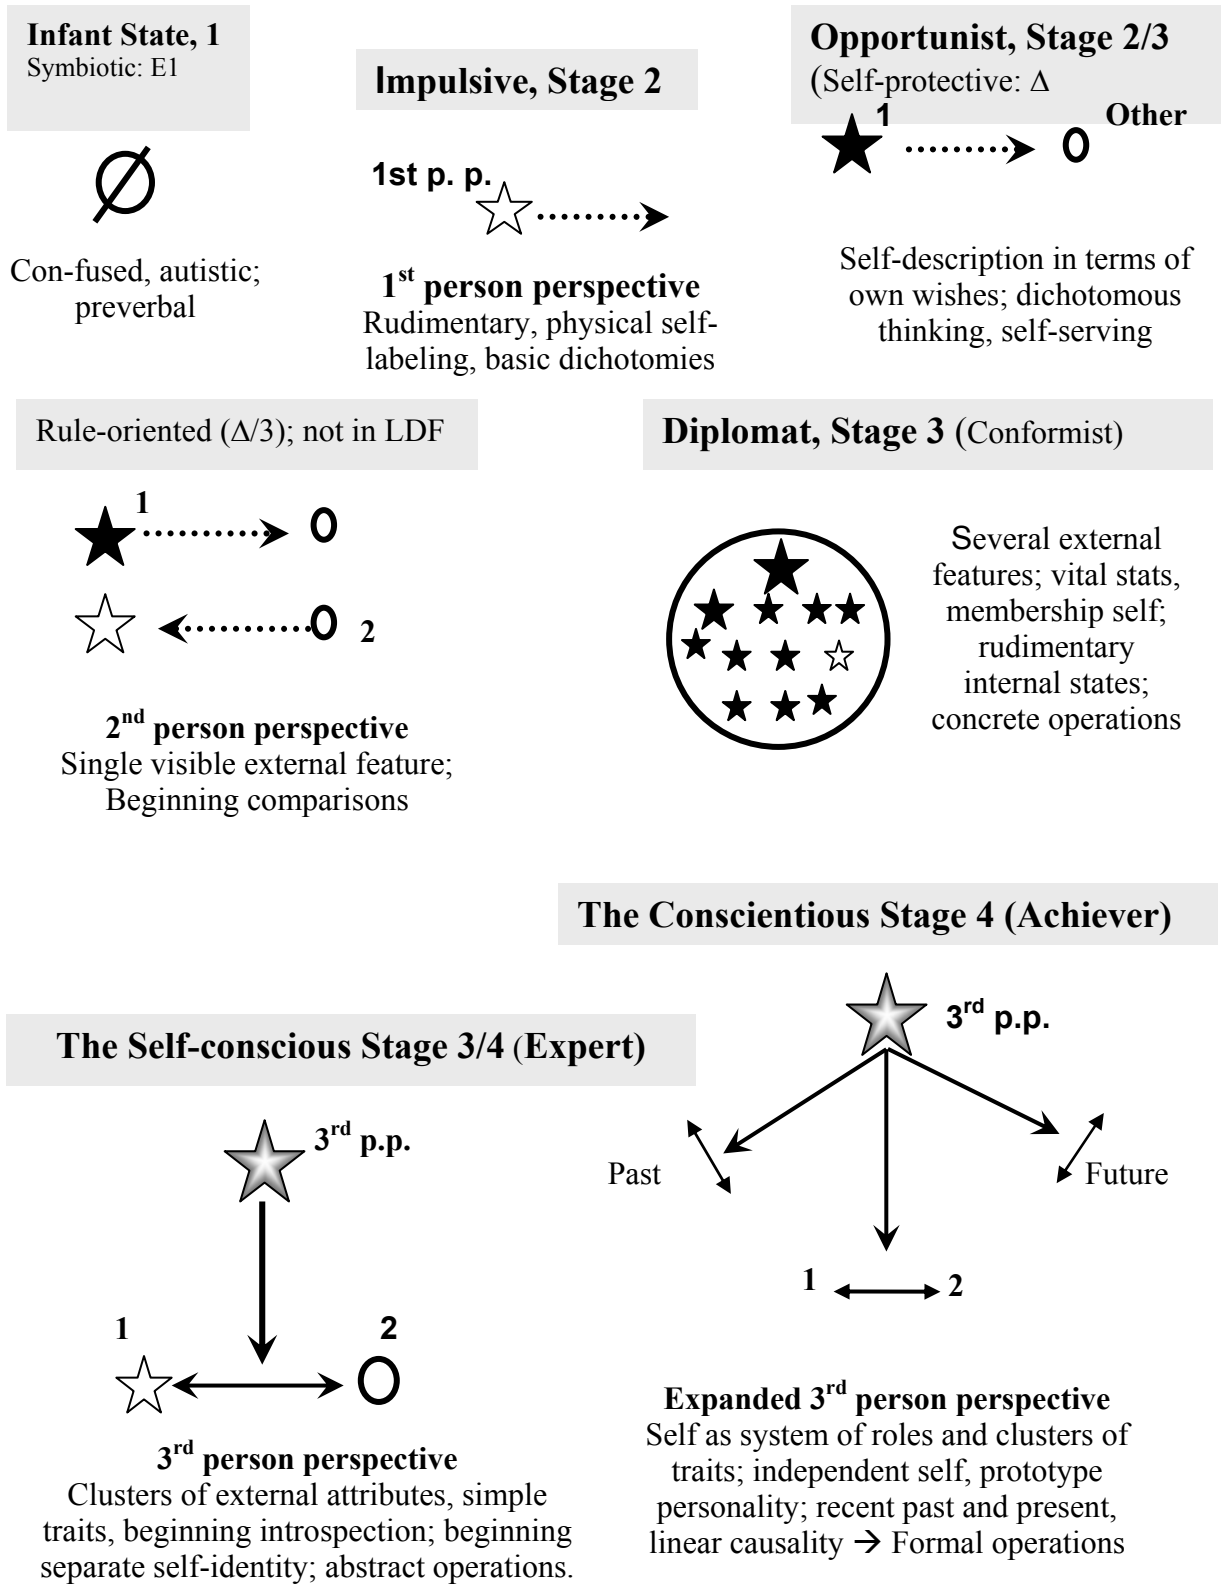 Infant State, 1
Symbiotic: E1
Con-fused, autistic;
preverbal
Impulsive, Stage 2
1st p. p.
1st person perspective
Rudimentary, physical self-
labeling, basic dichotomies
Opportunist, Stage 2/3
(Self-protective: Δ
1
Other
Self-description in terms of
own wishes; dichotomous
thinking, self-serving
Rule-oriented (Δ/3); not in LDF
1
2
2nd person perspective
Single visible external feature;
Beginning comparisons
Diplomat, Stage 3 (Conformist)
Several external
features; vital stats,
membership self;
rudimentary
internal states;
concrete operations
The Self-conscious Stage 3/4 (Expert)
3rd p.p.
1
2
3rd person perspective
Clusters of external attributes, simple
traits, beginning introspection; beginning
separate self-identity; abstract operations.
The Conscientious Stage 4 (Achiever)
3rd p.p.
Past
Future
1
2
Expanded 3rd person perspective
Self as system of roles and clusters of
traits; independent self, prototype
personality; recent past and present,
linear causality → Formal operations